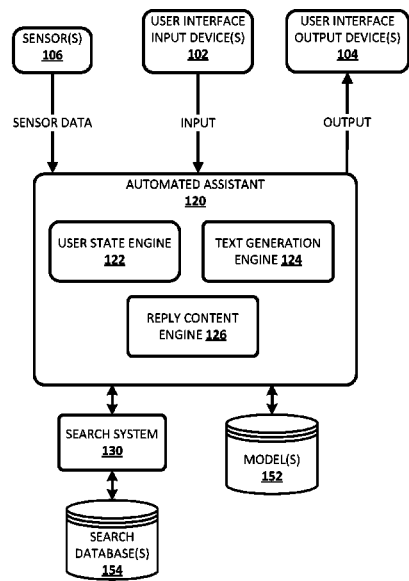 SENSOR(S)
106
USER INTERFACE
INPUT DEVICE(S)
102
USER INTERFACE
OUTPUT DEVICE(S)
104
SENSOR DATA
INPUT
OUTPUT
AUTOMATED ASSISTANT
120
USER STATE ENGINE
122
TEXT GENERATION
ENGINE 124
REPLY CONTENT
ENGINE 126
SEARCH SYSTEM
130
MODEL(S)
152
SEARCH
DATABASE(S)
154